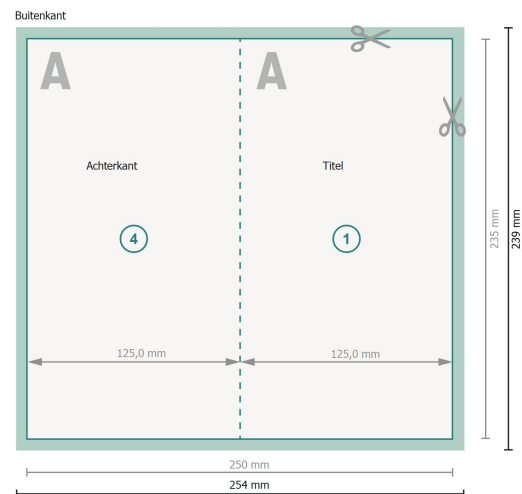 Buitenkant
A A
Achterkant Titel
4 1
125,0 mm 125,0 mm
235 mm
239 mm
250 mm
254 mm